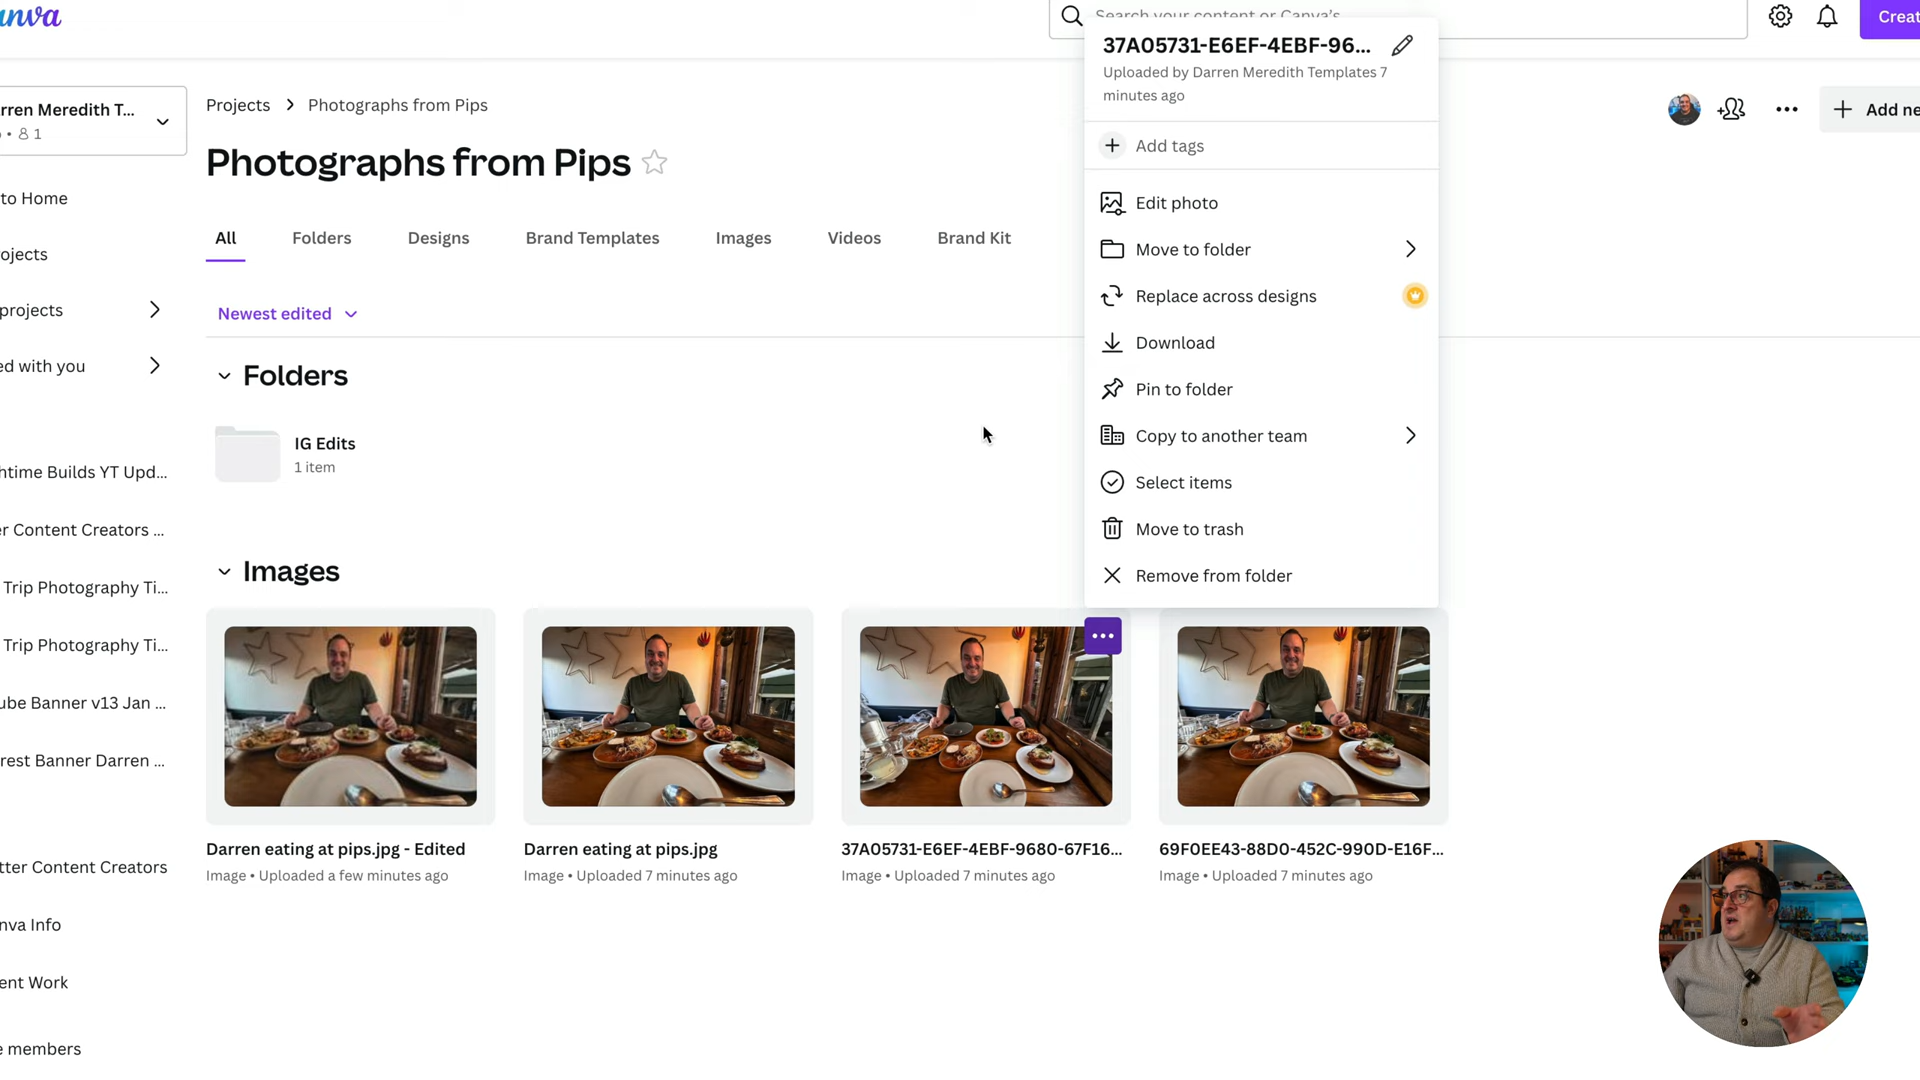 anva
Search your content or Canva's
Creat
37A05731-E6EF-4EBF-96...
Uploaded by Darren Meredith Templates 7
minutes ago
Add tags
Edit photo
Move to folder
Replace across designs
Download
Pin to folder
Copy to another team
Select items
Move to trash
Remove from folder
rren Meredith T...
• 1
Projects
Photographs from Pips
Add ne
Photographs from Pips
to Home
ojects
projects
ed with you
All
Folders
Designs
Brand Templates
Images
Videos
Brand Kit
Newest edited
Folders
IG Edits
1 item
htime Builds YT Upd...
er Content Creators ...
Trip Photography Ti...
Trip Photography Ti...
ube Banner v13 Jan ...
rest Banner Darren ...
tter Content Creators
nva Info
ent Work
e members
Images
Darren eating at pips.jpg - Edited
Image • Uploaded a few minutes ago
Darren eating at pips.jpg
Image • Uploaded 7 minutes ago
37A05731-E6EF-4EBF-9680-67F16...
Image • Uploaded 7 minutes ago
69F0EE43-88D0-452C-990D-E16F...
Image • Uploaded 7 minutes ago